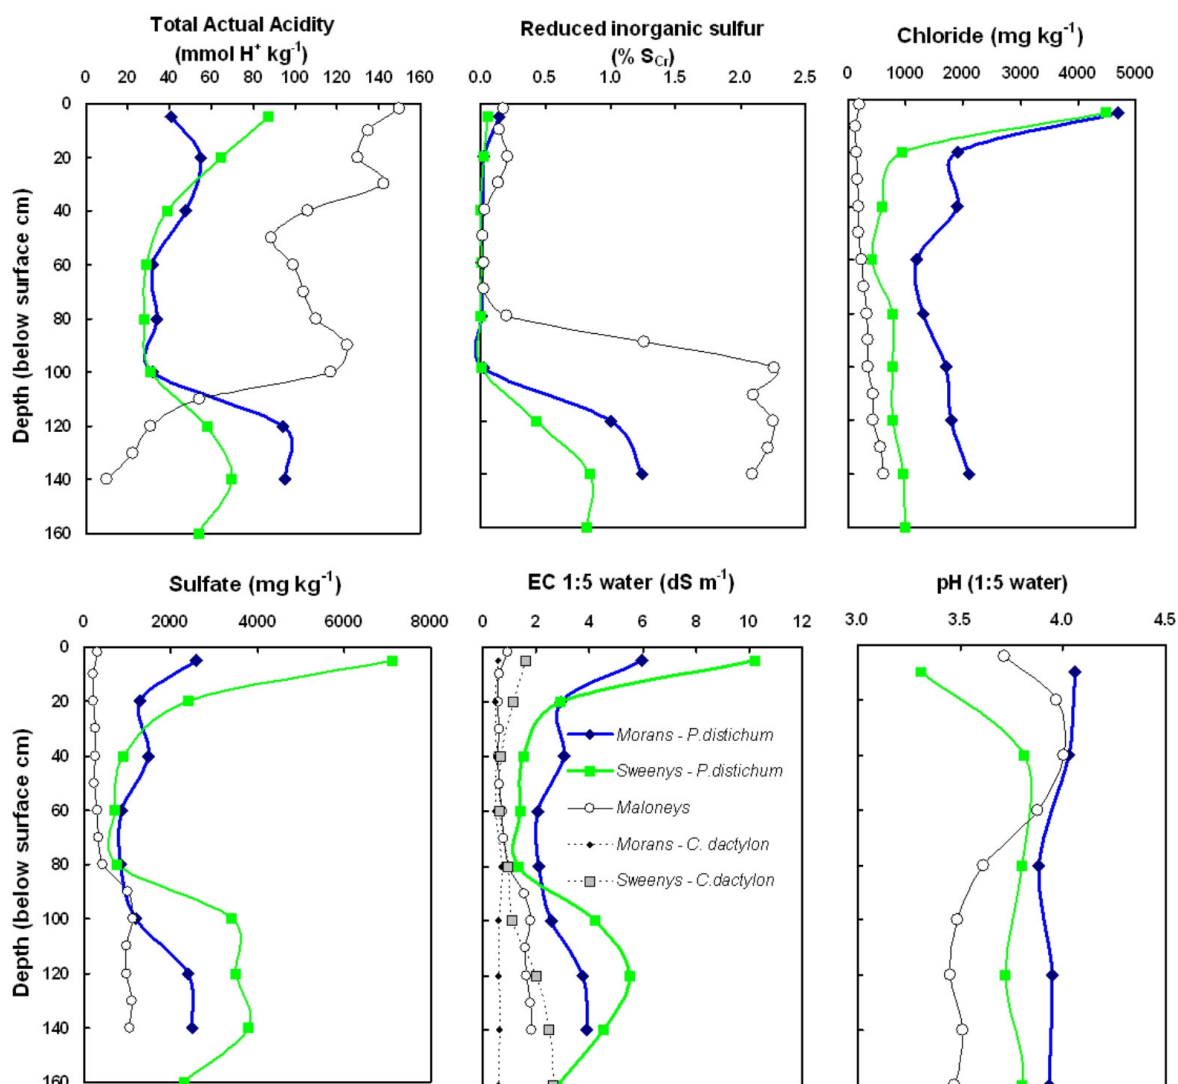 Total Actual Acidity
(mmol H⁺ kg⁻¹)
0 20 40 60 80 100 120 140 160
Reduced inorganic sulfur
(% S_Cr)
0.0 0.5 1.0 1.5 2.0 2.5
Chloride (mg kg⁻¹)
0 1000 2000 3000 4000 5000
Depth (below surface cm)
0
20
40
60
80
100
120
140
160
Sulfate (mg kg⁻¹)
0 2000 4000 6000 8000
EC 1:5 water (dS m⁻¹)
0 2 4 6 8 10 12
pH (1:5 water)
3.0 3.5 4.0 4.5
Depth (below surface cm)
0
20
40
60
80
100
120
140
160
Morans - P.distichum
Sweenys - P.distichum
Maloneys
Morans - C. dactylon
Sweenys - C.dactylon